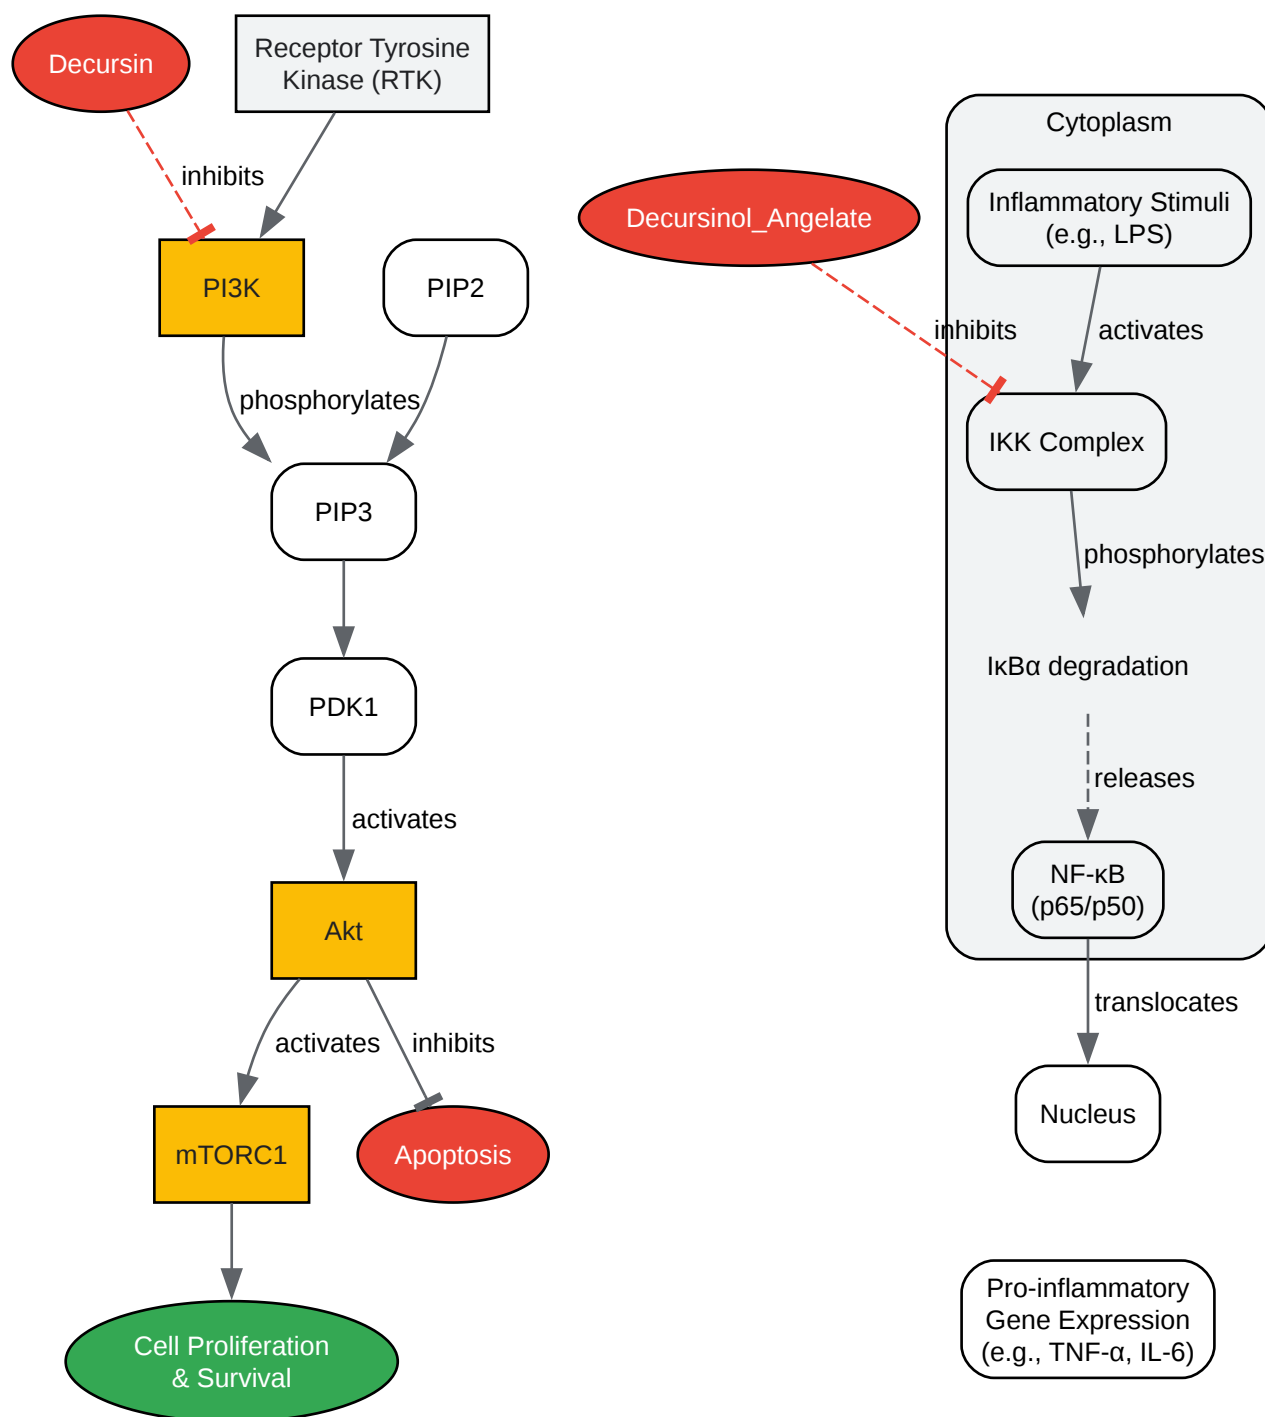 Decursin
Receptor Tyrosine
Kinase (RTK)
inhibits
PI3K
PIP2
phosphorylates
PIP3
PDK1
activates
Akt
activates
inhibits
mTORC1
Apoptosis
Cell Proliferation
& Survival
Cytoplasm
Decursinol_Angelate
Inflammatory Stimuli
(e.g., LPS)
inhibits
activates
IKK Complex
phosphorylates
IκBα degradation
releases
NF-κB
(p65/p50)
translocates
Nucleus
Pro-inflammatory
Gene Expression
(e.g., TNF-α, IL-6)